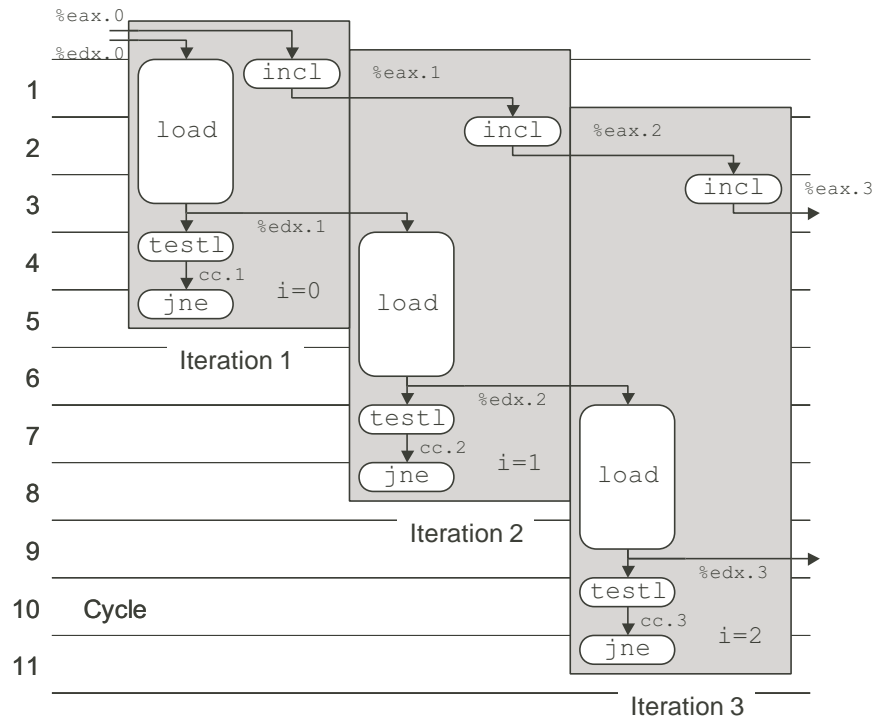 %eax.0
%edx.0
1
load
incl
%eax.1
2
incl
%eax.2
3
incl
%eax.3
%edx.1
4
testl
cc.1
i=0
load
5
jne
Iteration 1
6
%edx.2
7
testl
cc.2
i=1
load
8
jne
Iteration 2
9
%edx.3
10
Cycle
testl
cc.3
i=2
11
jne
Iteration 3